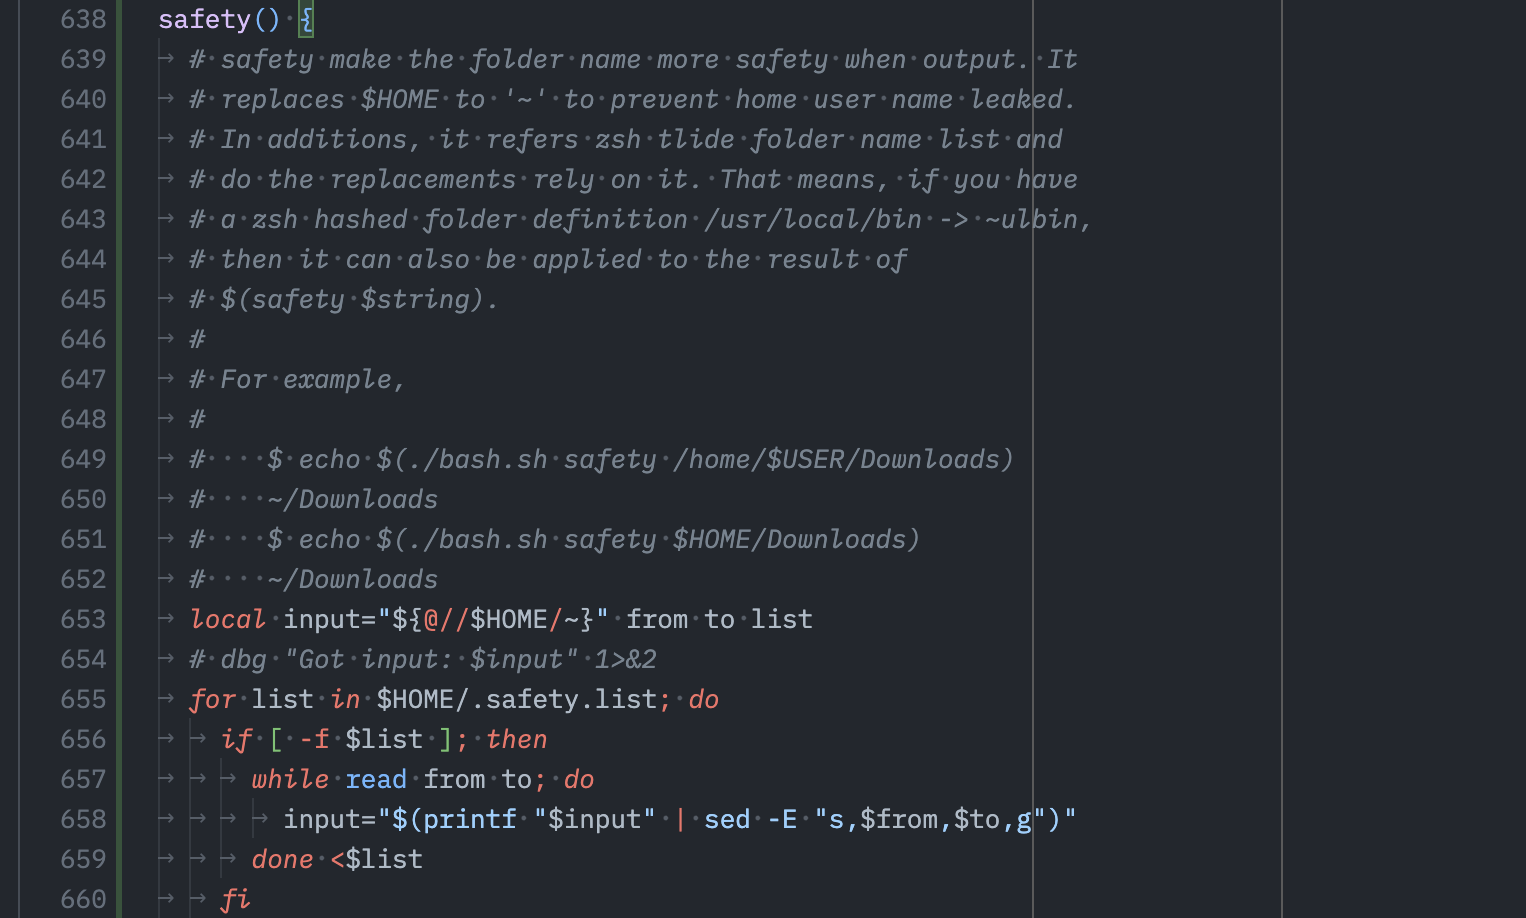 638 safety() {
639 # safety make the folder name more safety when output. It
640 # replaces $HOME to '~' to prevent home user name leaked.
641 # In additions, it refers zsh tlide folder name list and
642 # do the replacements rely on it. That means, if you have
643 # a zsh hashed folder definition /usr/local/bin -> ~ulbin,
644 # then it can also be applied to the result of
645 # $(safety $string).
646 #
647 # For example,
648 #
649 #    $ echo $(./bash.sh safety /home/$USER/Downloads)
650 #    ~/Downloads
651 #    $ echo $(./bash.sh safety $HOME/Downloads)
652 #    ~/Downloads
653 local input="${@//$HOME/~}" from to list
654 # dbg "Got input: $input" 1>&2
655 for list in $HOME/.safety.list; do
656 if [ -f $list ]; then
657 while read from to; do
658 input="$(printf "$input" | sed -E "s,$from,$to,g")"
659 done <$list
660 fi